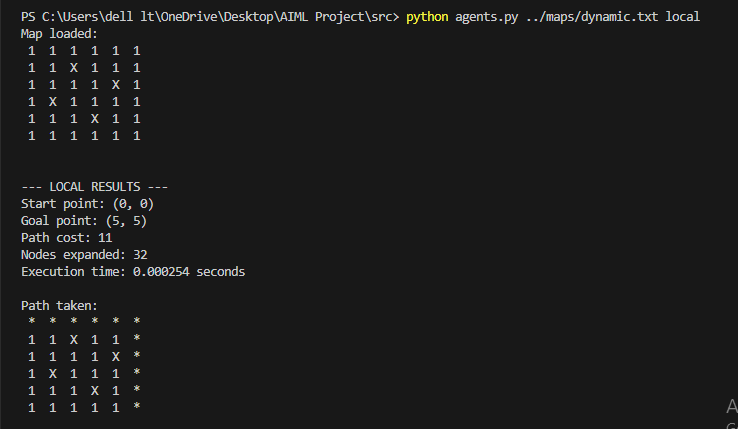 PS C:\Users\dell lt\OneDrive\Desktop\AIML Project\src> python agents.py ../maps/dynamic.txt local
Map loaded:
1 1 1 1 1 1
1 1 X 1 1 1
1 1 1 1 X 1
1 X 1 1 1 1
1 1 1 X 1 1
1 1 1 1 1 1
--- LOCAL RESULTS ---
Start point: (0, 0)
Goal point: (5, 5)
Path cost: 11
Nodes expanded: 32
Execution time: 0.000254 seconds
Path taken:
* * * * * *
1 1 X 1 1 *
1 1 1 1 X *
1 X 1 1 1 *
1 1 1 X 1 *
1 1 1 1 1 *